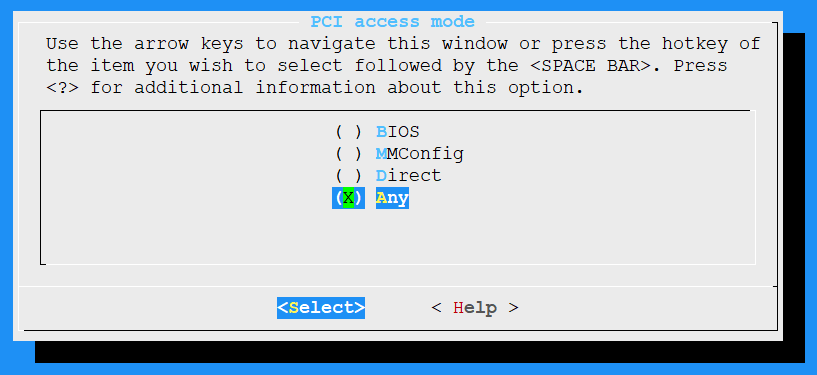 PCI access mode
Use the arrow keys to navigate this window or press the hotkey of
the item you wish to select followed by the <SPACE BAR>. Press
<?> for additional information about this option.
( ) BIOS
( ) MMConfig
( ) Direct
(X) Any
<Select> < Help >